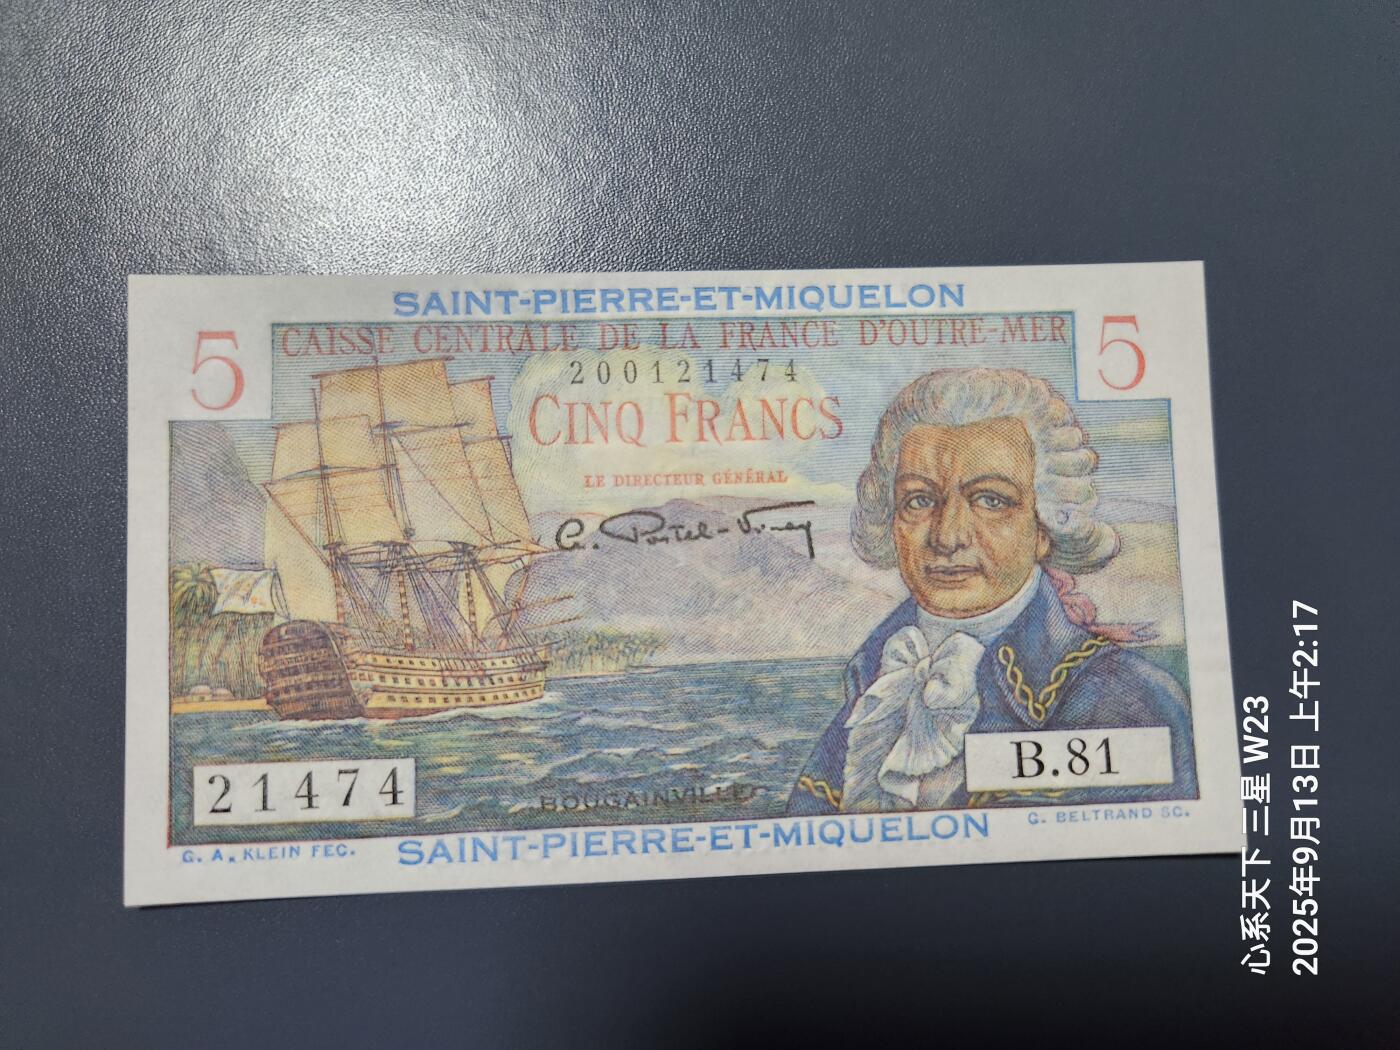 SAINT-PIERRE-ET-MIQUELON
5 CAISSE CENTRALE DE LA FRANCE D'OUTRE-MER 5
200121474
CINQ FRANCS
LE DIRECTEUR GÉNÉRAL
A. Postel-Vinay
21474
B.81
BOUGAINVILLE
G. A. KLEIN FEC.
SAINT-PIERRE-ET-MIQUELON
G. BELTRAND SC.
心系天下 三星 W23
2025年9月13日 上午2:17